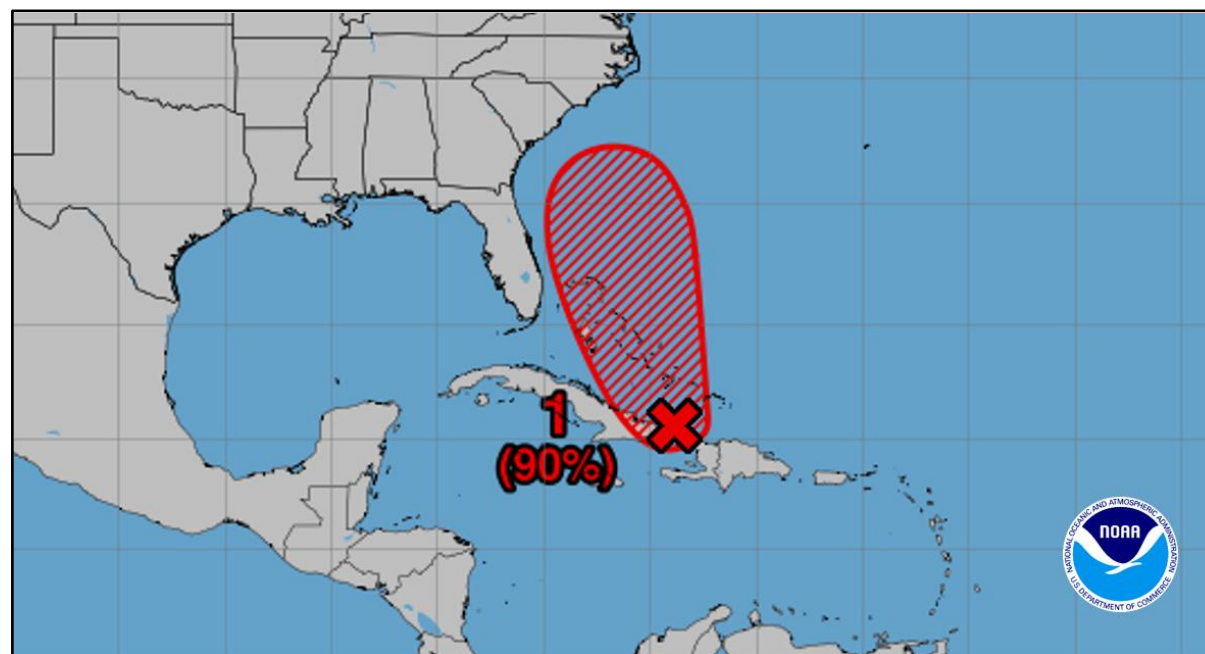 1
(90%)
NATIONAL OCEANIC AND ATMOSPHERIC ADMINISTRATION
NOAA
U.S. DEPARTMENT OF COMMERCE